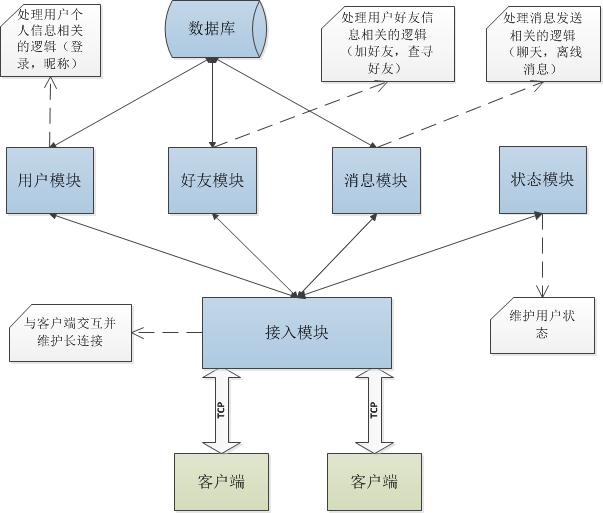 处理用户个
人信息相关
的逻辑（登
录，昵称）
数据库
处理用户好友信
息相关的逻辑
（加好友，查寻
好友）
处理消息发送
相关的逻辑
（聊天，离线
消息）
用户模块
好友模块
消息模块
状态模块
与客户端交互并
维护长连接
接入模块
维护用户状
态
TCP
TCP
客户端
客户端